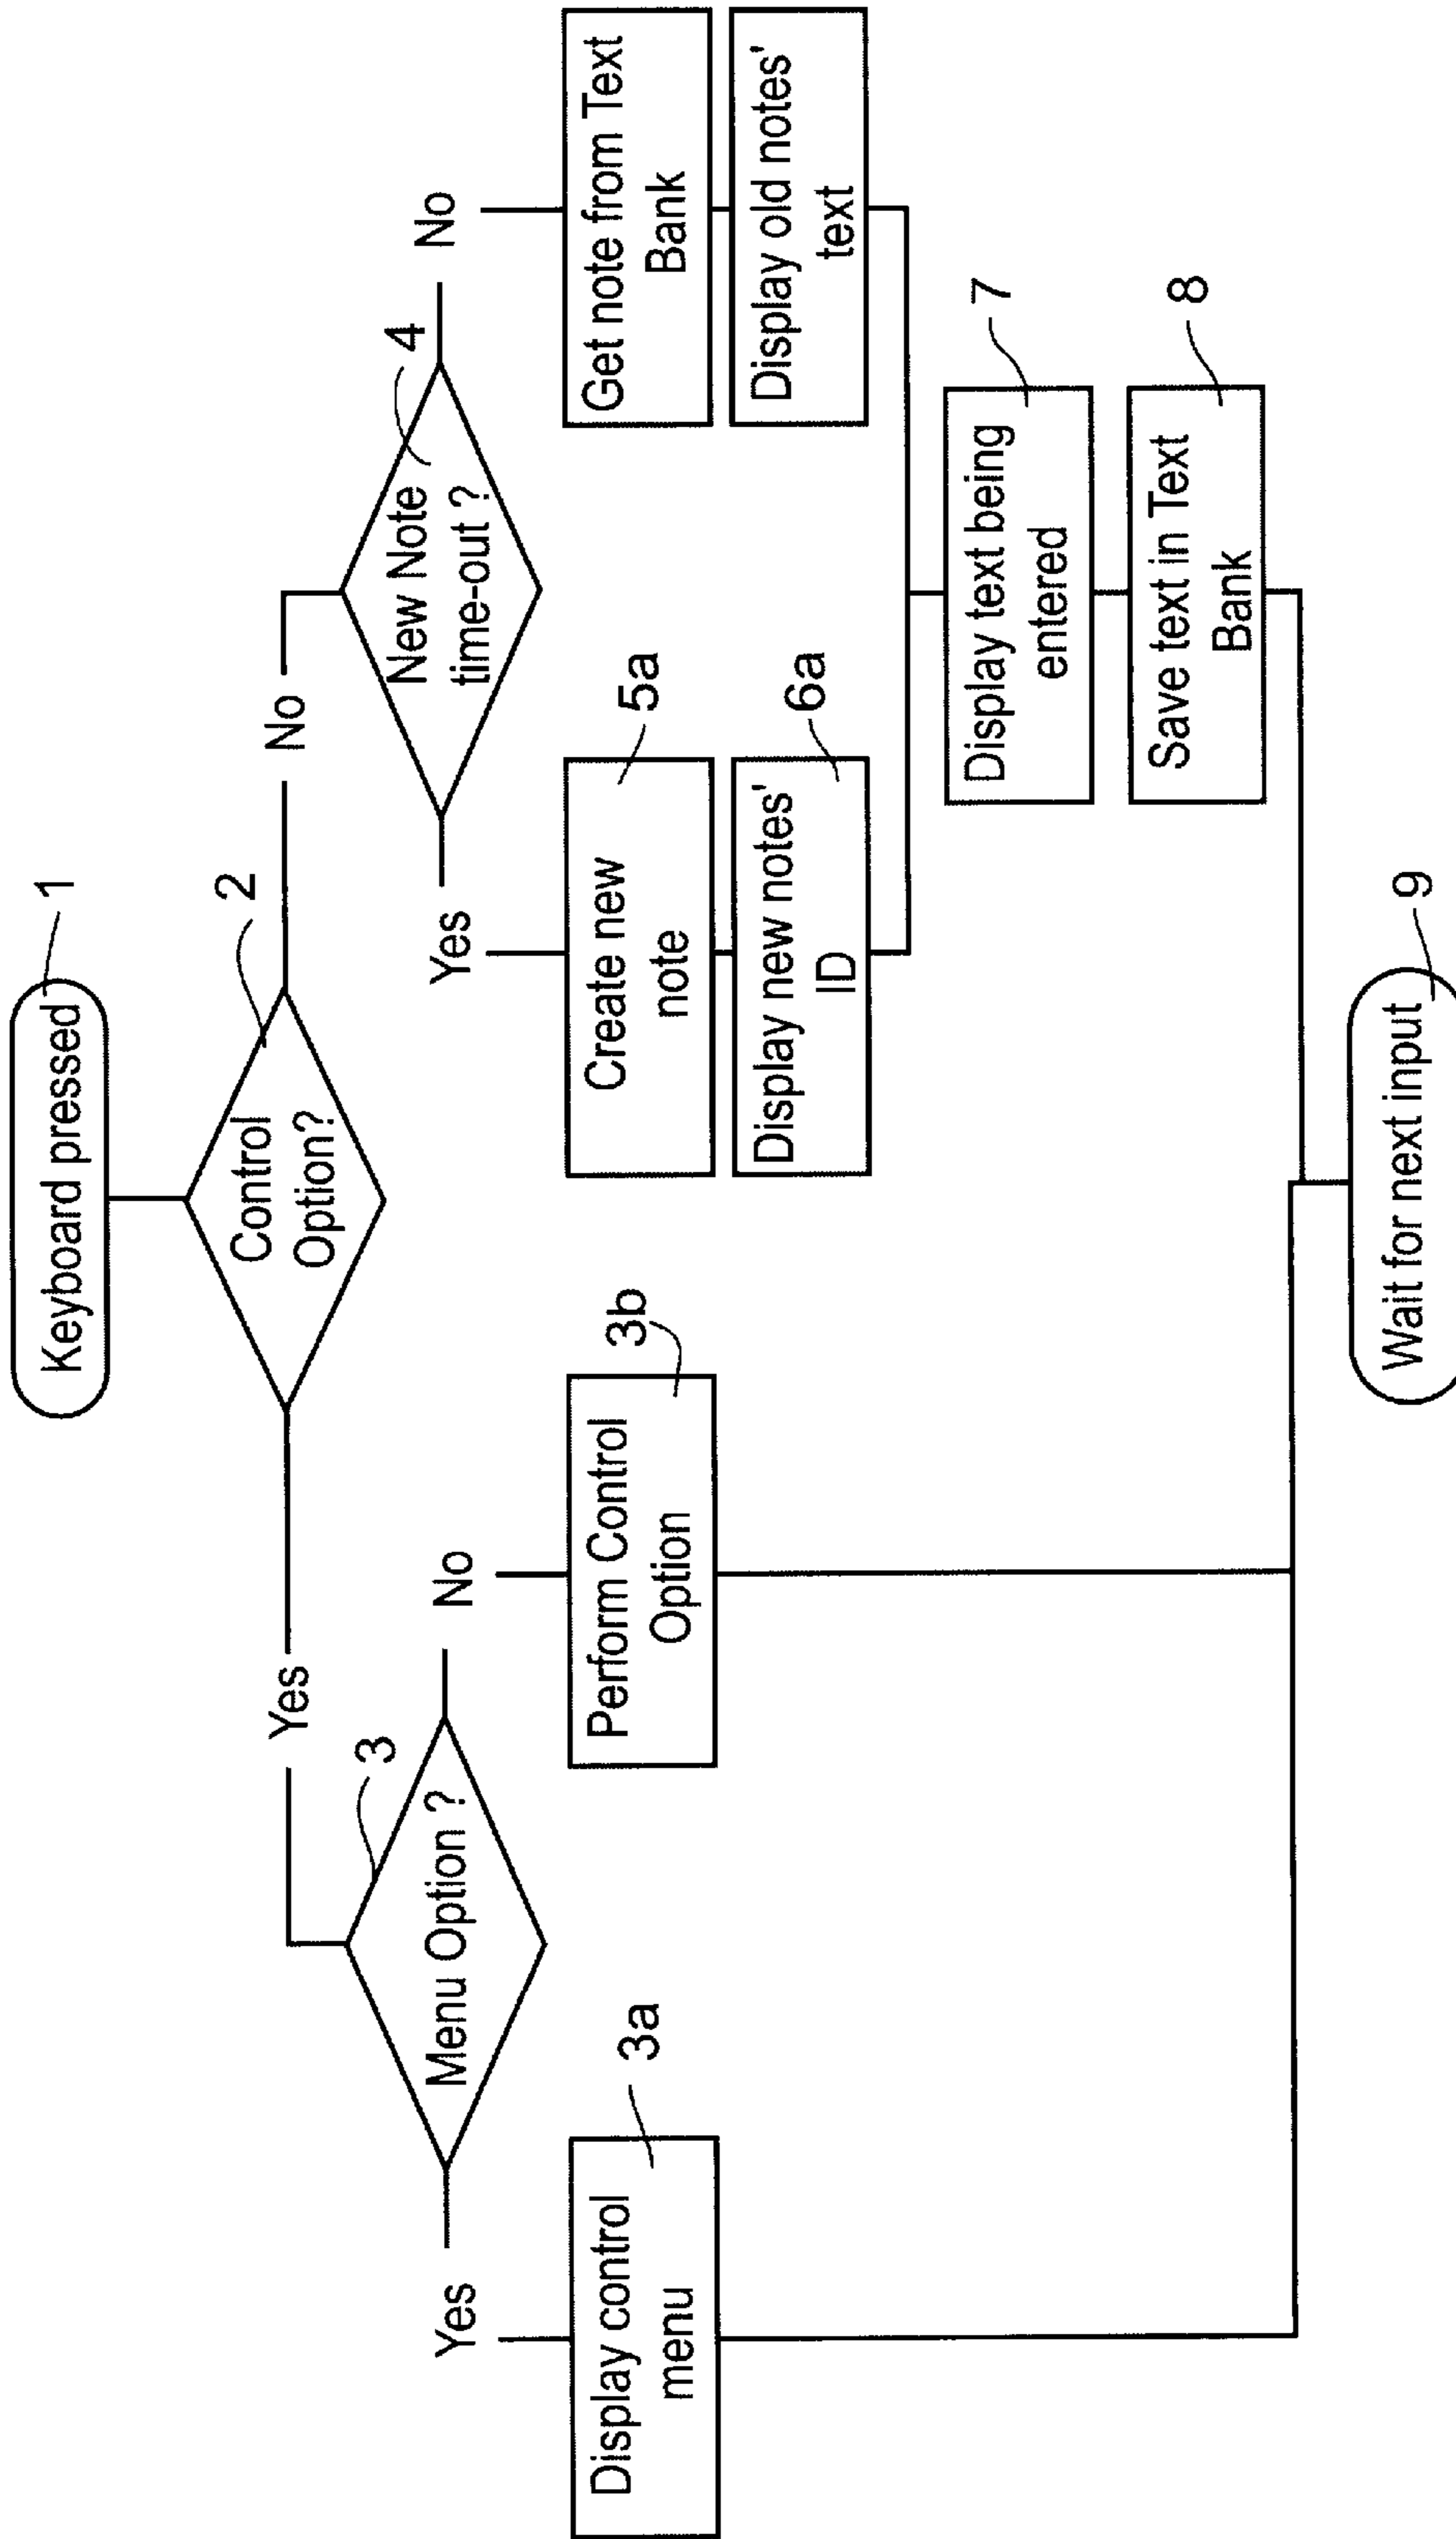 Keyboard pressed
1
Control
Option?
2
Yes
No
Menu Option ?
3
New Note
time-out ?
4
Yes
No
Yes
No
Display control
menu
3a
Perform Control
Option
3b
Create new
note
5a
Get note from Text
Bank
Display new notes'
ID
6a
Display old notes'
text
Display text being
entered
7
Save text in Text
Bank
8
Wait for next input
9